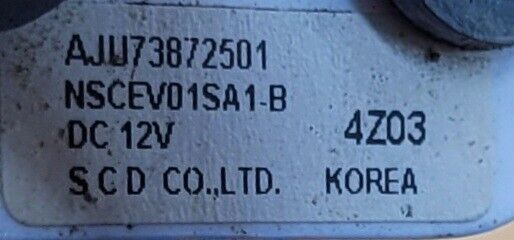 AJU73872501
NSCEV01SA1-B
DC 12V 4Z03
S C D CO.,LTD. KOREA